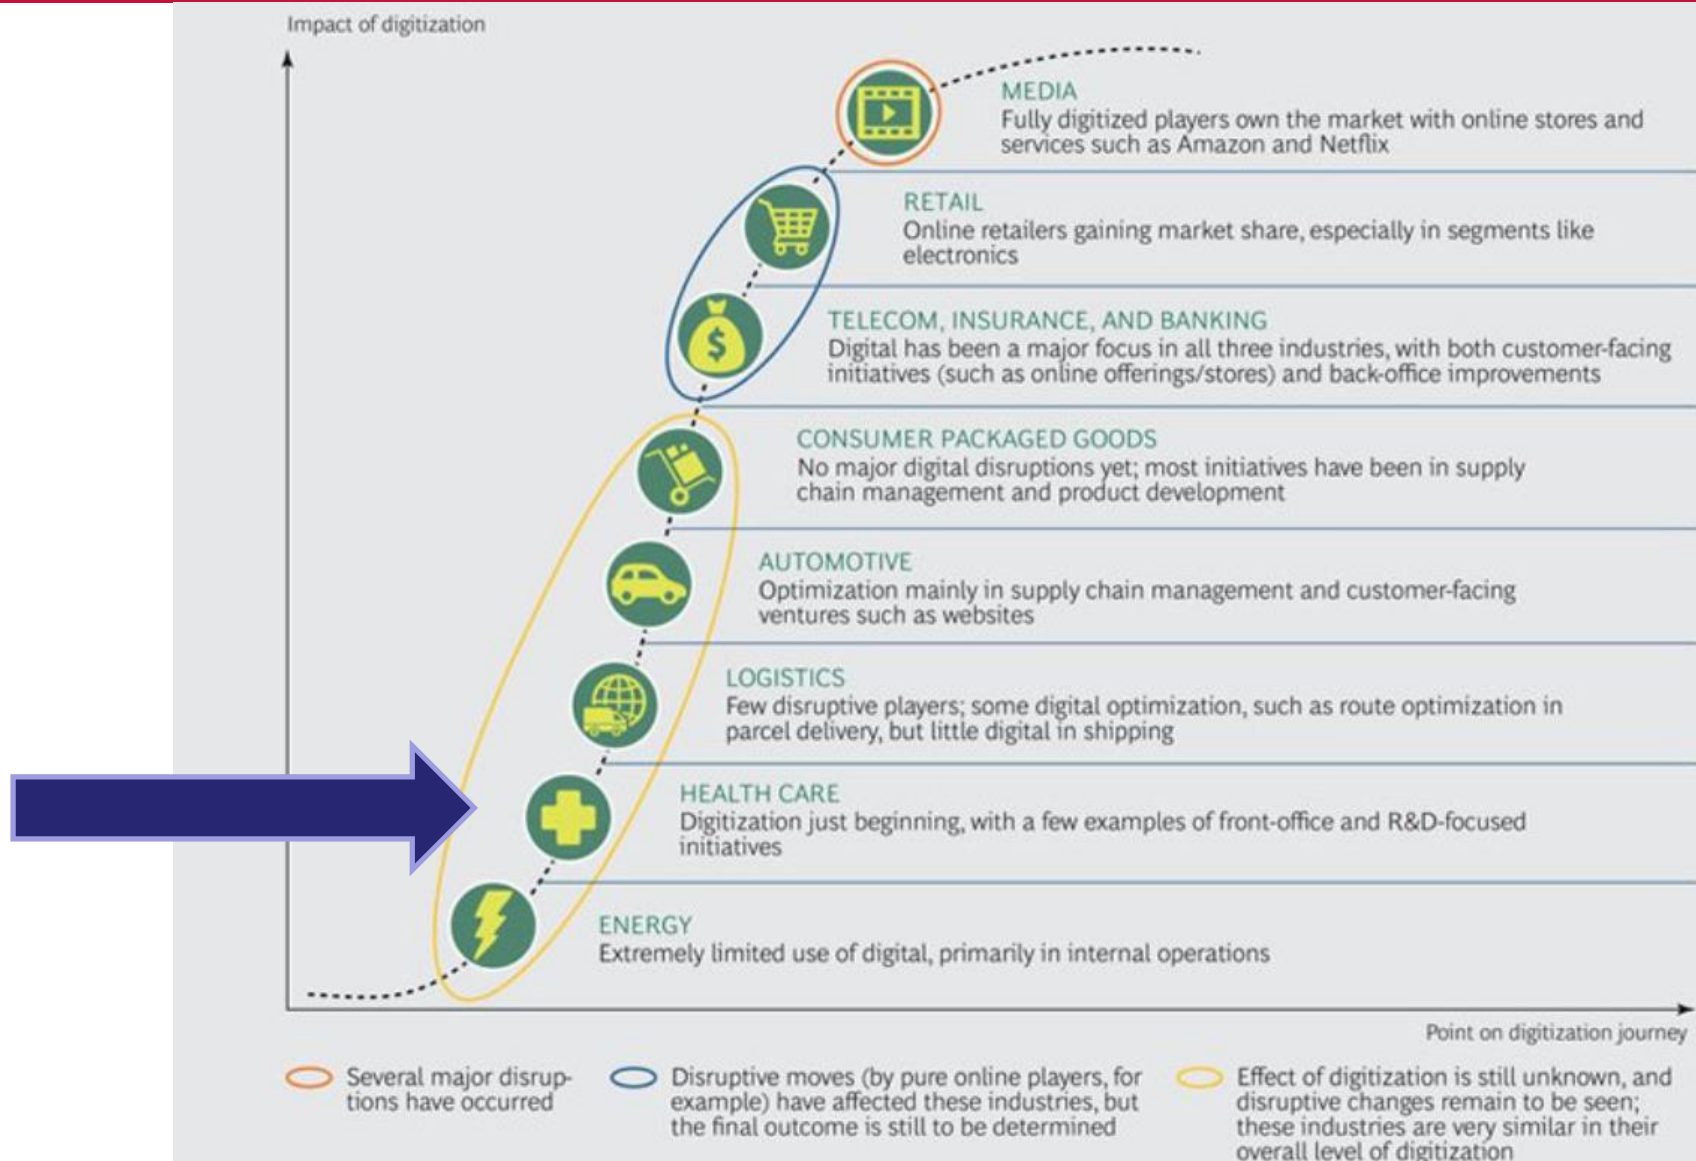 Impact of digitization
MEDIA
Fully digitized players own the market with online stores and
services such as Amazon and Netflix
RETAIL
Online retailers gaining market share, especially in segments like
electronics
$
TELECOM, INSURANCE, AND BANKING
Digital has been a major focus in all three industries, with both customer-facing
initiatives (such as online offerings/stores) and back-office improvements
CONSUMER PACKAGED GOODS
No major digital disruptions yet; most initiatives have been in supply
chain management and product development
AUTOMOTIVE
Optimization mainly in supply chain management and customer-facing
ventures such as websites
LOGISTICS
Few disruptive players; some digital optimization, such as route optimization in
parcel delivery, but little digital in shipping
HEALTH CARE
Digitization just beginning, with a few examples of front-office and R&D-focused
initiatives
ENERGY
Extremely limited use of digital, primarily in internal operations
Point on digitization journey
Several major disrup-
tions have occurred
Disruptive moves (by pure online players, for
example) have affected these industries, but
the final outcome is still to be determined
Effect of digitization is still unknown, and
disruptive changes remain to be seen;
these industries are very similar in their
overall level of digitization